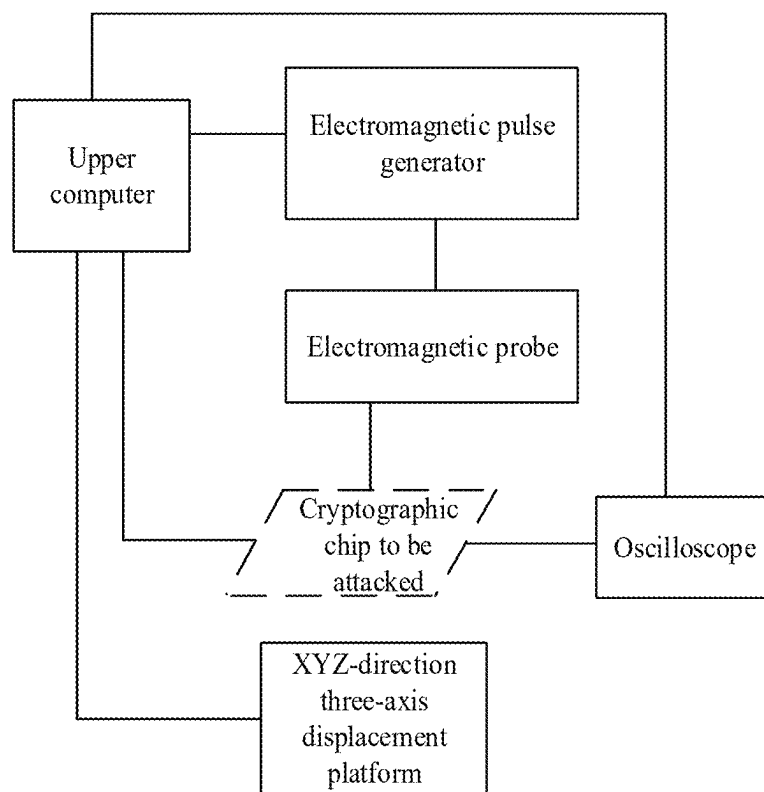 Upper
computer
Electromagnetic pulse
generator
Electromagnetic probe
Cryptographic
chip to be
attacked
Oscilloscope
XYZ-direction
three-axis
displacement
platform